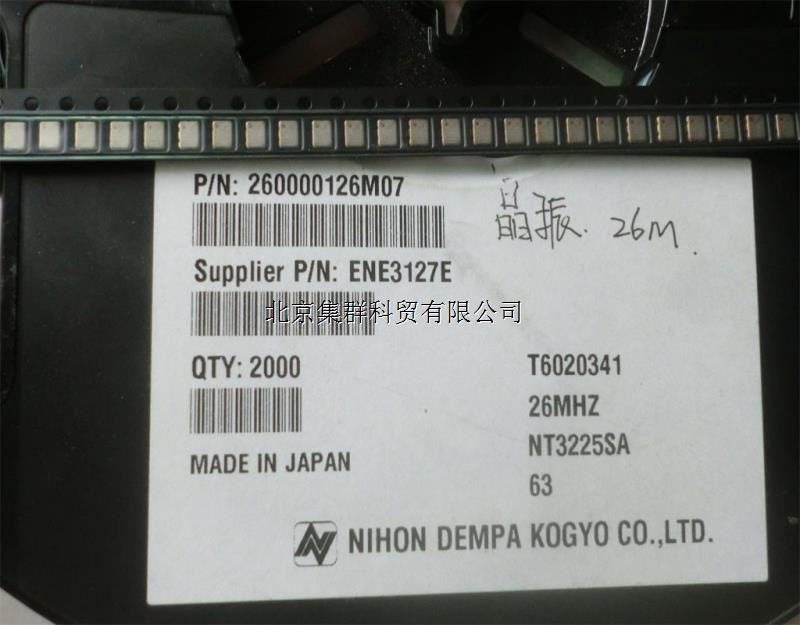 P/N: 260000126M07
晶振. 26M.
Supplier P/N: ENE3127E
北京集群科贸有限公司
QTY: 2000
T6020341
26MHZ
NT3225SA
MADE IN JAPAN
63
NIHON DEMPA KOGYO CO.,LTD.